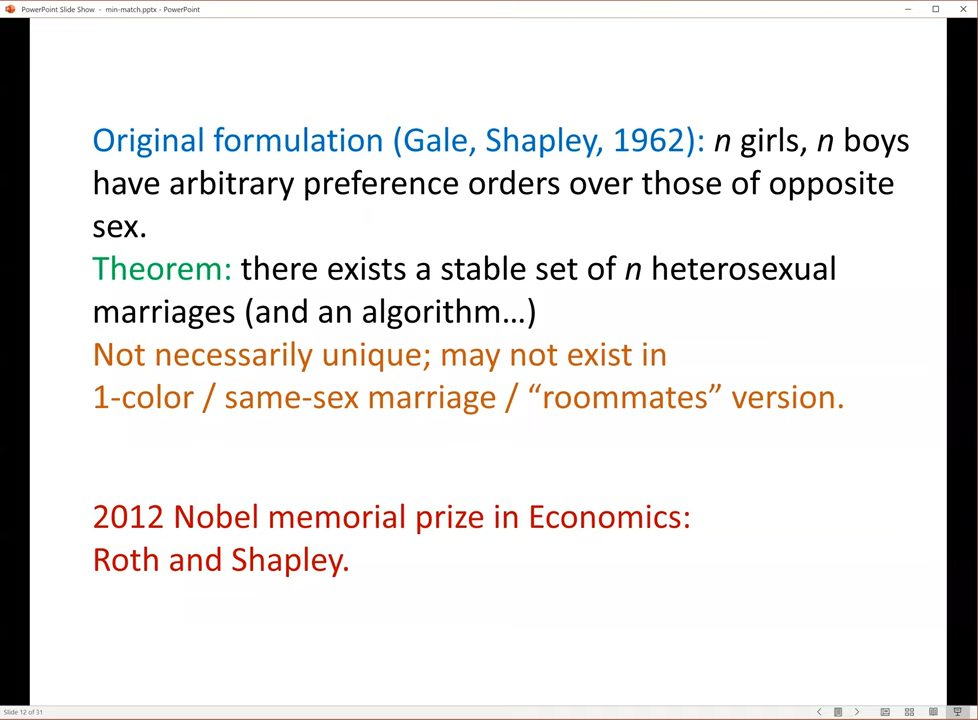 PowerPoint Slide Show - min-match.pptx - PowerPoint
Original formulation (Gale, Shapley, 1962): n girls, n boys
have arbitrary preference orders over those of opposite
sex.
Theorem: there exists a stable set of n heterosexual
marriages (and an algorithm…)
Not necessarily unique; may not exist in
1-color / same-sex marriage / “roommates” version.
2012 Nobel memorial prize in Economics:
Roth and Shapley.
Slide 12 of 31